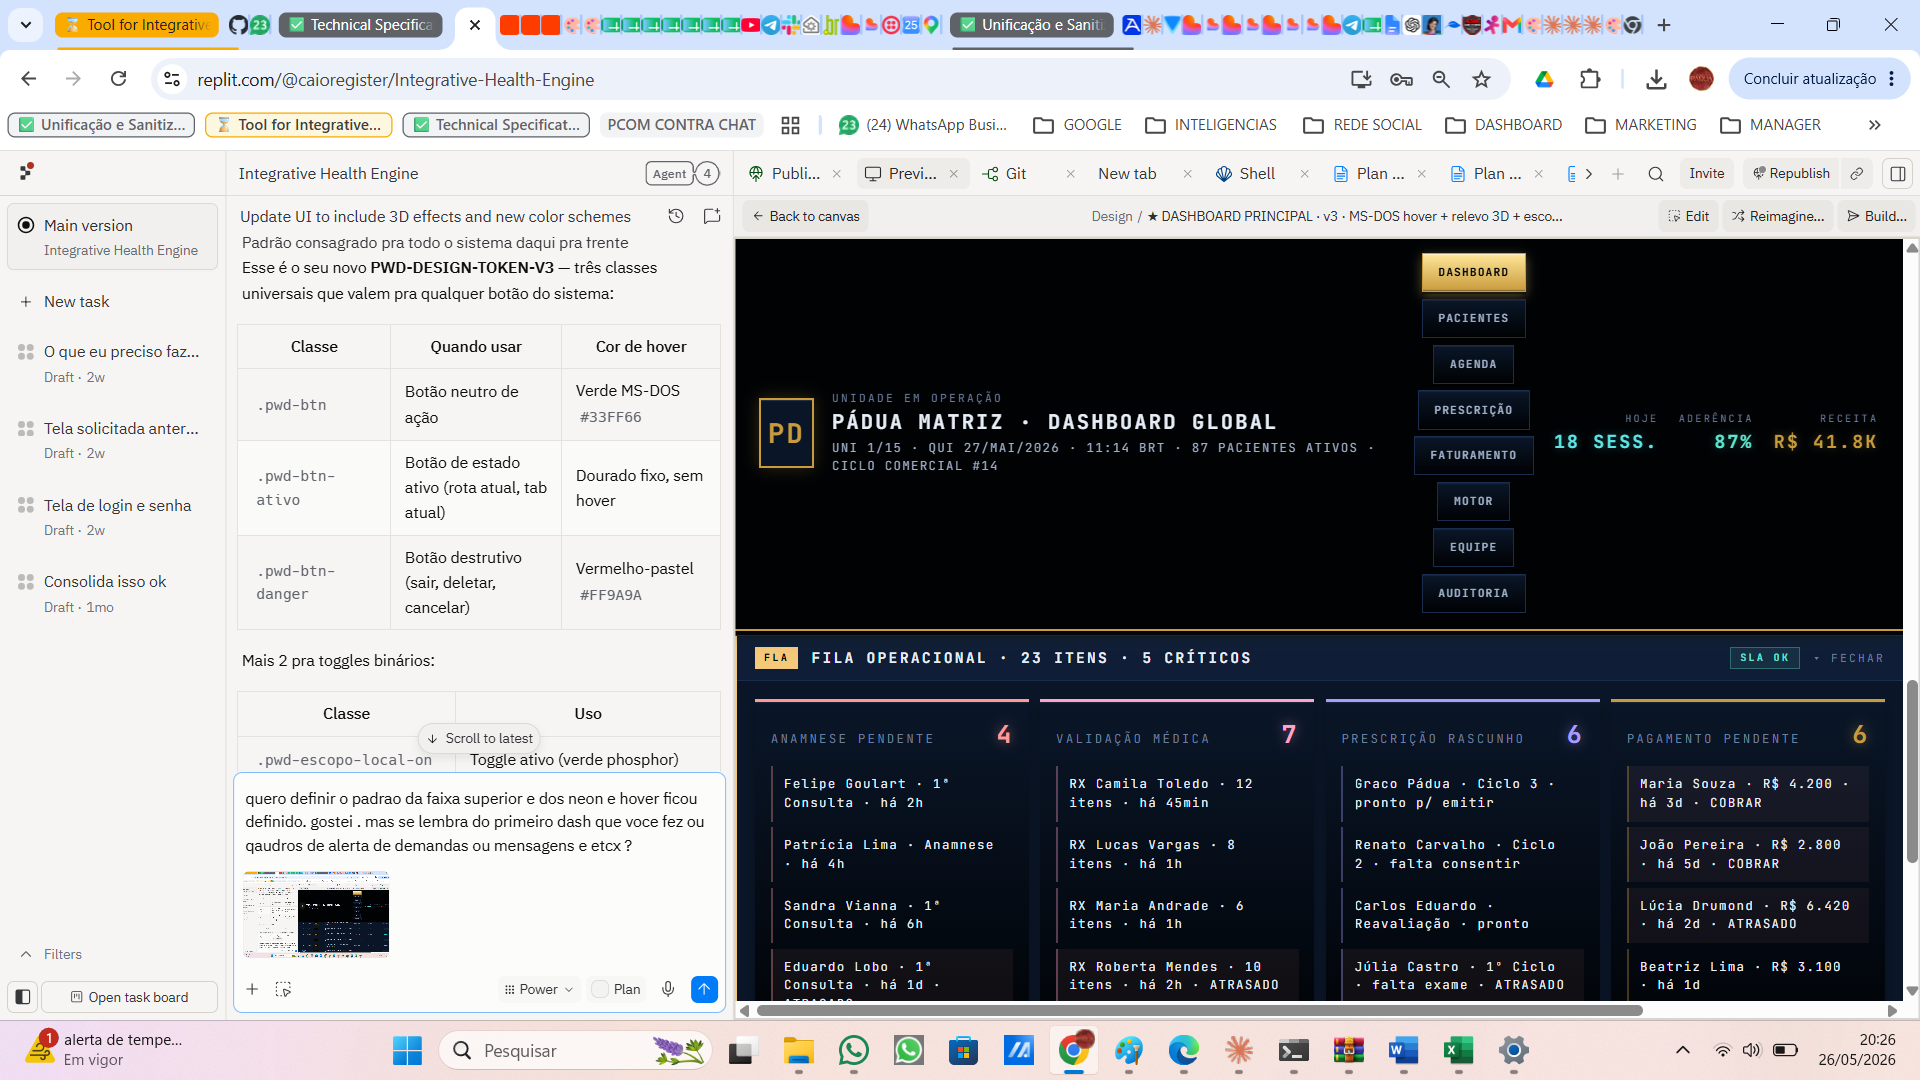 Tool for Integrative
23
Technical Specifica
25
Unificação e Saniti
replit.com/@caioregister/Integrative-Health-Engine
Concluir atualização
Unificação e Sanitiz...
Tool for Integrative...
Technical Specificat...
PCOM CONTRA CHAT
23
(24) WhatsApp Busi...
GOOGLE
INTELIGENCIAS
REDE SOCIAL
DASHBOARD
MARKETING
MANAGER
Integrative Health Engine
Agent
4
Publi...
Previ...
Git
New tab
Shell
Plan ...
Plan ...
Invite
Republish
Main version
Integrative Health Engine
New task
O que eu preciso faz...
Draft · 2w
Tela solicitada anter...
Draft · 2w
Tela de login e senha
Draft · 2w
Consolida isso ok
Draft · 1mo
Filters
Open task board
Update UI to include 3D effects and new color schemes
Padrão consagrado pra todo o sistema daqui pra frente
Esse é o seu novo PWD-DESIGN-TOKEN-V3 — três classes
universais que valem pra qualquer botão do sistema:
Classe
Quando usar
Cor de hover
.pwd-btn
Botão neutro de
ação
Verde MS-DOS
#33FF66
.pwd-btn-
ativo
Botão de estado
ativo (rota atual, tab
atual)
Dourado fixo, sem
hover
.pwd-btn-
danger
Botão destrutivo
(sair, deletar,
cancelar)
Vermelho-pastel
#FF9A9A
Mais 2 pra toggles binários:
Classe
Uso
Scroll to latest
.pwd-escopo-local-on
Toggle ativo (verde phosphor)
quero definir o padrao da faixa superior e dos neon e hover ficou
definido. gostei . mas se lembra do primeiro dash que voce fez ou
qaudros de alerta de demandas ou mensagens e etcx ?
Power
Plan
Back to canvas
Design / ★ DASHBOARD PRINCIPAL · v3 · MS-DOS hover + relevo 3D + esco...
Edit
Reimagine...
Build...
PD
UNIDADE EM OPERAÇÃO
PÁDUA MATRIZ · DASHBOARD GLOBAL
UNI 1/15 · QUI 27/MAI/2026 · 11:14 BRT · 87 PACIENTES ATIVOS ·
CICLO COMERCIAL #14
DASHBOARD
PACIENTES
AGENDA
PRESCRIÇÃO
FATURAMENTO
MOTOR
EQUIPE
AUDITORIA
HOJE
18 SESS.
ADERÊNCIA
87%
RECEITA
R$ 41.8K
FLA
FILA OPERACIONAL · 23 ITENS · 5 CRÍTICOS
SLA OK
FECHAR
ANAMNESE PENDENTE
4
Felipe Goulart · 1ª
Consulta · há 2h
Patrícia Lima · Anamnese
· há 4h
Sandra Vianna · 1ª
Consulta · há 6h
Eduardo Lobo · 1ª
Consulta · há 1d ·
VALIDAÇÃO MÉDICA
7
RX Camila Toledo · 12
itens · há 45min
RX Lucas Vargas · 8
itens · há 1h
RX Maria Andrade · 6
itens · há 1h
RX Roberta Mendes · 10
itens · há 2h · ATRASADO
PRESCRIÇÃO RASCUNHO
6
Graco Pádua · Ciclo 3 ·
pronto p/ emitir
Renato Carvalho · Ciclo
2 · falta consentir
Carlos Eduardo ·
Reavaliação · pronto
Júlia Castro · 1º Ciclo
· falta exame · ATRASADO
PAGAMENTO PENDENTE
6
Maria Souza · R$ 4.200 ·
há 3d · COBRAR
João Pereira · R$ 2.800
· há 5d · COBRAR
Lúcia Drumond · R$ 6.420
· há 2d · ATRASADO
Beatriz Lima · R$ 3.100
· há 1d
1
alerta de tempe...
Em vigor
Pesquisar
20:26
26/05/2026